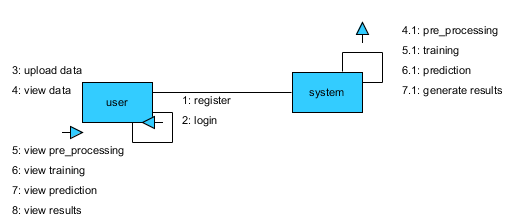 4.1: pre_processing
5.1: training
6.1: prediction
7.1: generate results
3: upload data
4: view data
user
system
1: register
2: login
5: view pre_processing
6: view training
7: view prediction
8: view results